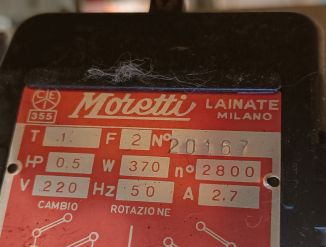 CE
355
Moretti LAINATE
MILANO
T .1. F 2 Nº 20167
HP 0.5 W 370 nº 2800
V 220 Hz 50 A 2.7
CAMBIO ROTAZIONE